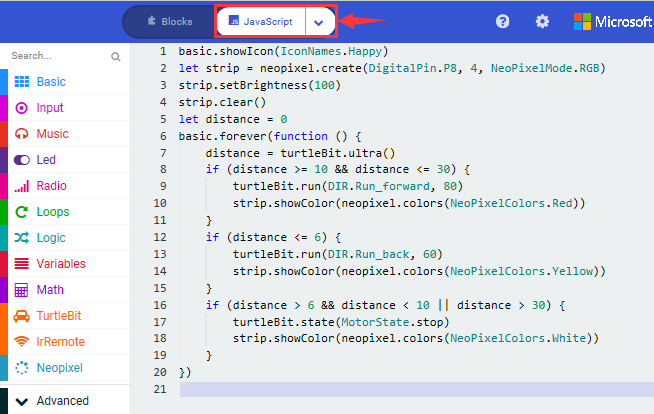 Blocks
JavaScript
Microsoft
Search...
Basic
Input
Music
Led
Radio
Loops
Logic
Variables
Math
TurtleBit
IrRemote
Neopixel
Advanced
1 basic.showIcon(IconNames.Happy)
2 let strip = neopixel.create(DigitalPin.P8, 4, NeoPixelMode.RGB)
3 strip.setBrightness(100)
4 strip.clear()
5 let distance = 0
6 basic.forever(function () {
7     distance = turtleBit.ultra()
8     if (distance >= 10 && distance <= 30) {
9         turtleBit.run(DIR.Run_forward, 80)
10         strip.showColor(neopixel.colors(NeoPixelColors.Red))
11     }
12     if (distance <= 6) {
13         turtleBit.run(DIR.Run_back, 60)
14         strip.showColor(neopixel.colors(NeoPixelColors.Yellow))
15     }
16     if (distance > 6 && distance < 10 || distance > 30) {
17         turtleBit.state(MotorState.stop)
18         strip.showColor(neopixel.colors(NeoPixelColors.White))
19     }
20 })
21